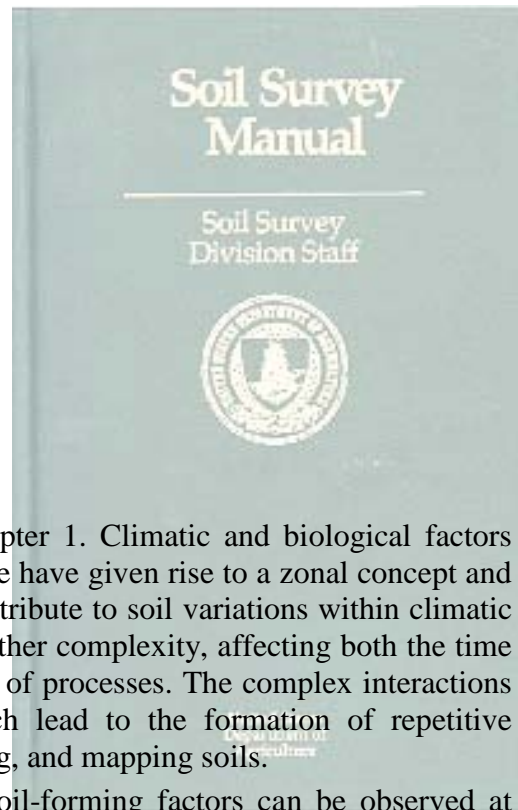 Soil Survey
Manual
Soil Survey
Division Staff
pter 1. Climatic and biological factors
e have given rise to a zonal concept and
tribute to soil variations within climatic
ther complexity, affecting both the time
of processes. The complex interactions
ch lead to the formation of repetitive
g, and mapping soils.
oil-forming factors can be observed at